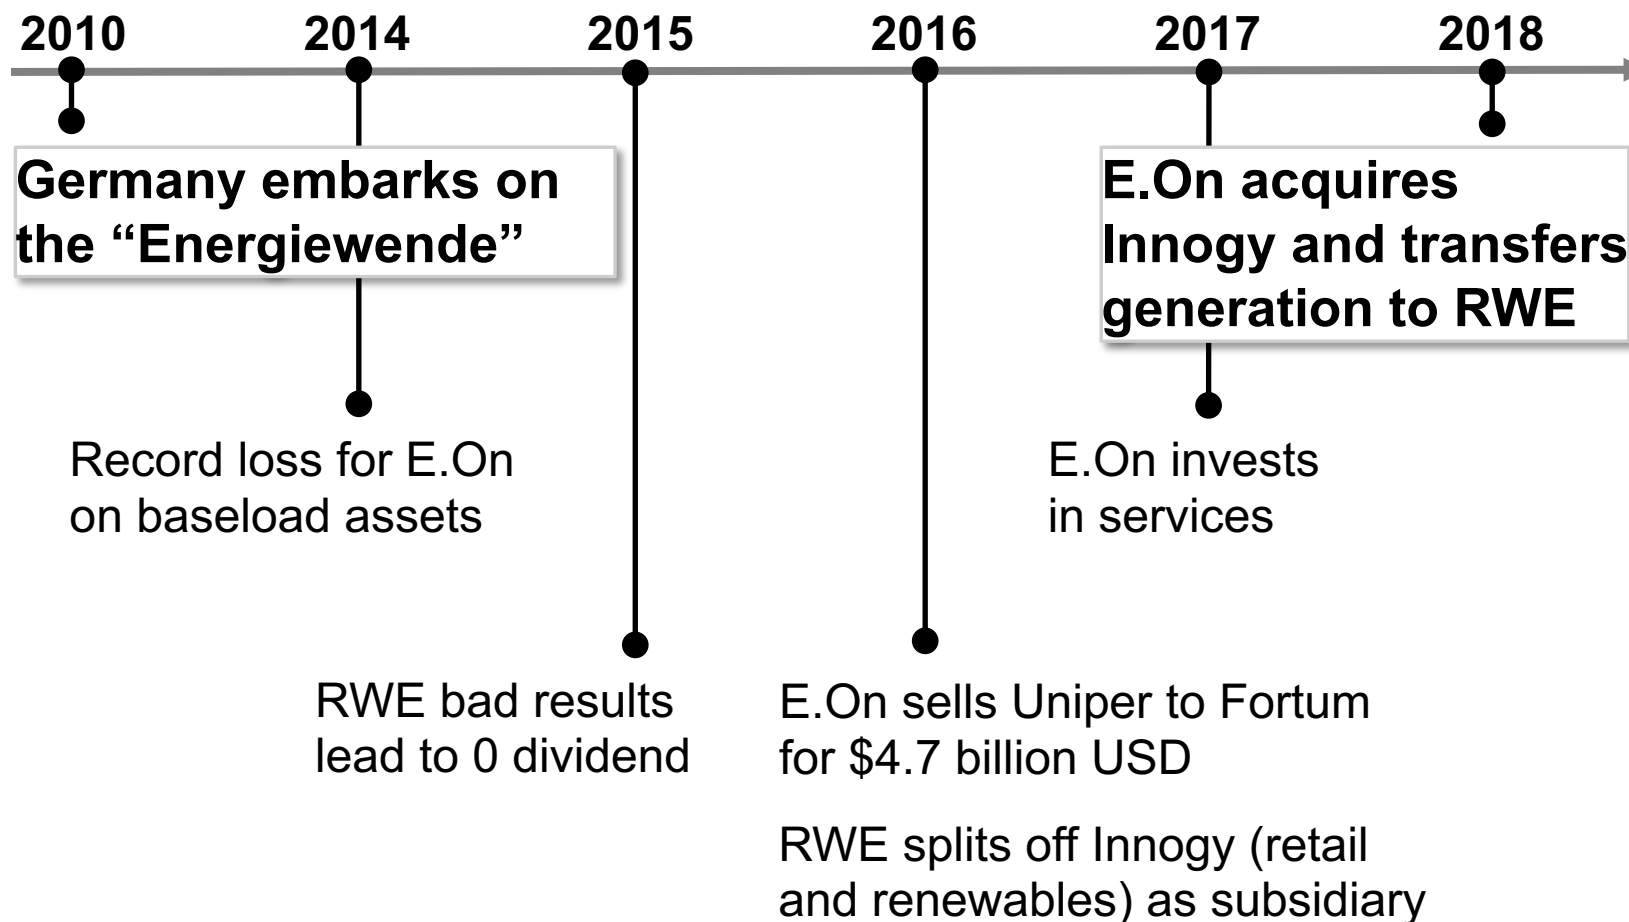 2010 2014 2015 2016 2017 2018
Germany embarks on
the “Energiewende”
E.On acquires
Innogy and transfers
generation to RWE
Record loss for E.On
on baseload assets
E.On invests
in services
RWE bad results
lead to 0 dividend
E.On sells Uniper to Fortum
for $4.7 billion USD
RWE splits off Innogy (retail
and renewables) as subsidiary